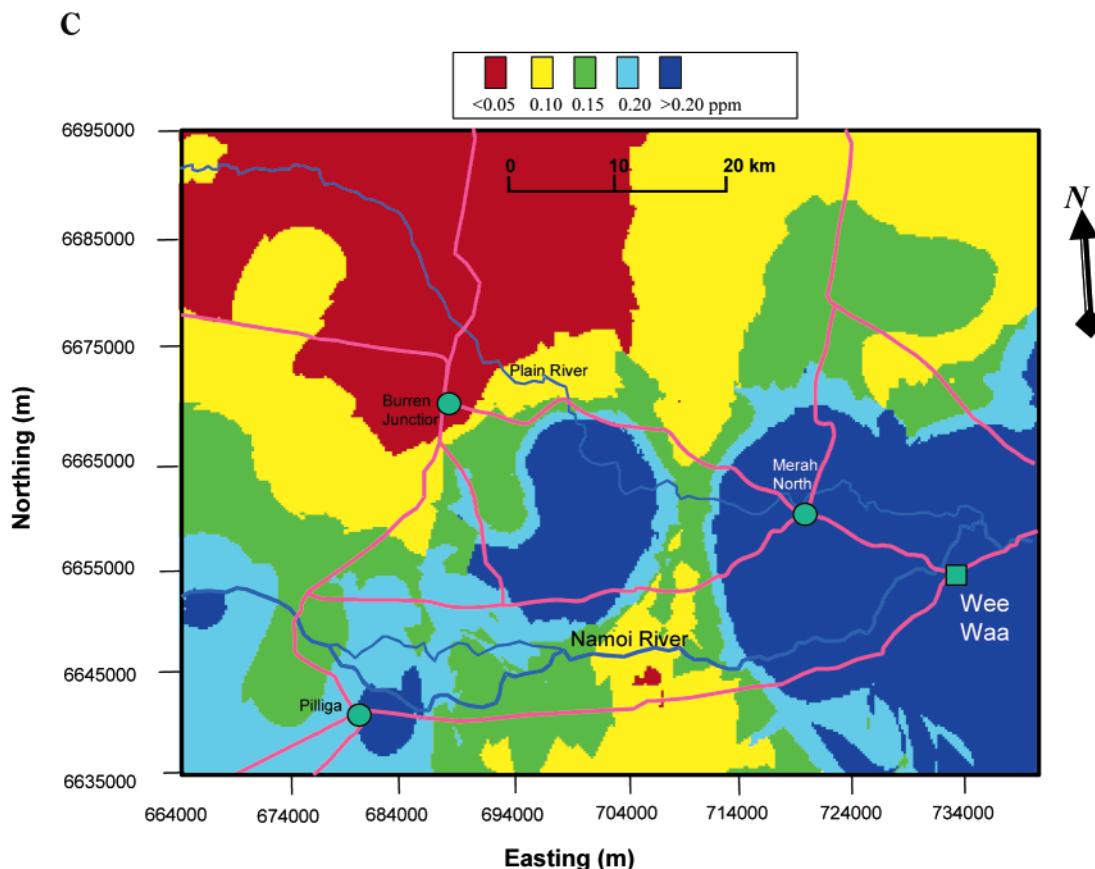 C
<0.05 0.10 0.15 0.20 >0.20 ppm
6695000
6685000
6675000
6665000
6655000
6645000
6635000
Northing (m)
0 10 20 km
N
Plain River
Burren
Junction
Merah
North
Wee
Waa
Namoi River
Pilliga
664000 674000 684000 694000 704000 714000 724000 734000
Easting (m)